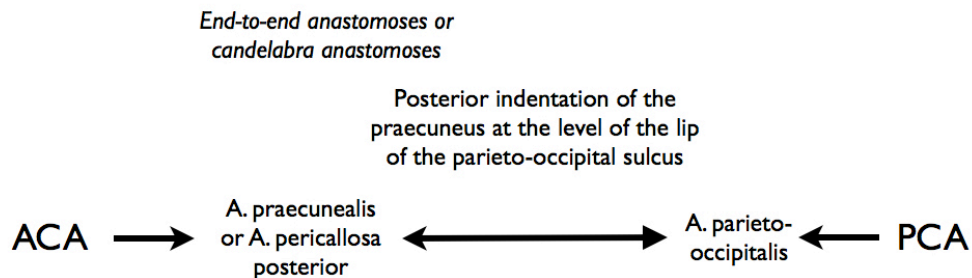 End-to-end anastomoses or
candelabra anastomoses
Posterior indentation of the
praecuneus at the level of the lip
of the parieto-occipital sulcus
ACA
A. praecunealis
or A. pericallosa
posterior
A. parieto-
occipitalis
PCA